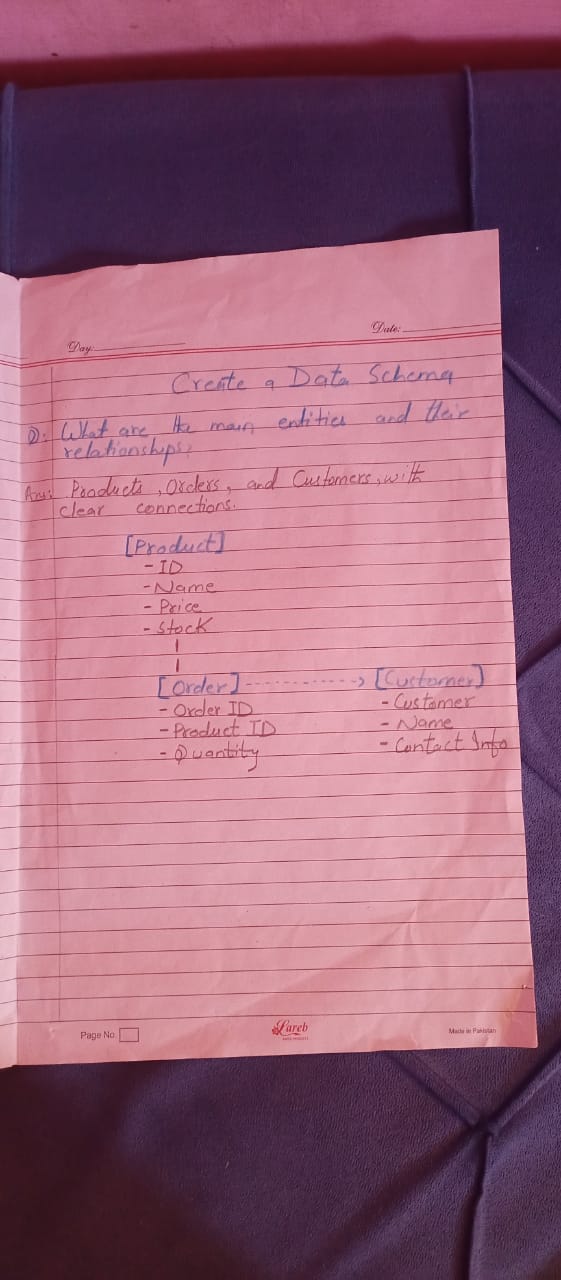 Day:
Date:
Create a Data Schema
Q: What are the main entities and their
relationships?
Ans: Products, Orders, and Customers, with
clear connections.
[Product]
- ID
- Name
- Price
- Stock
[Order] ------------> [Customer]
- Order ID - Customer
- Product ID - Name
- Quantity - Contact Info
Page No. Lareb Made in Pakistan